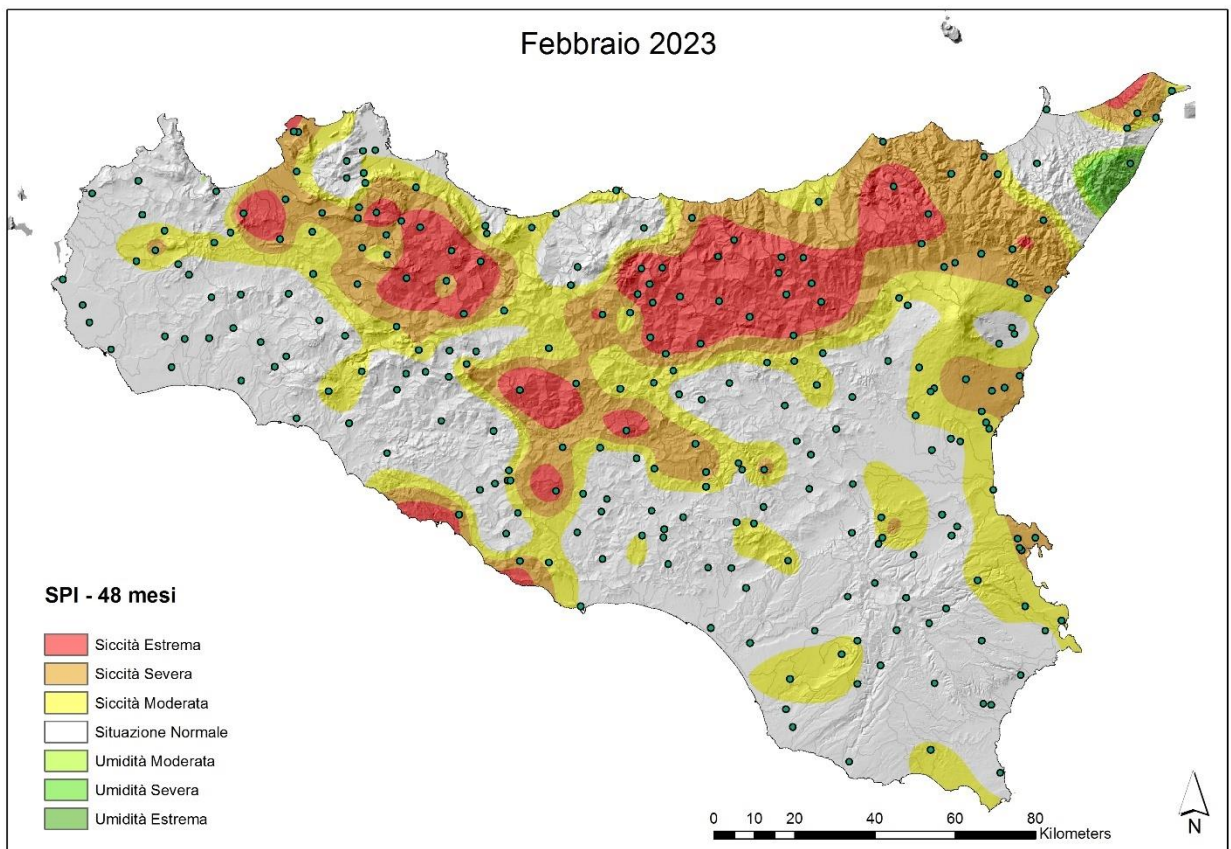 Febbraio 2023
SPI - 48 mesi
Siccità Estrema
Siccità Severa
Siccità Moderata
Situazione Normale
Umidità Moderata
Umidità Severa
Umidità Estrema
0 10 20 40 60 80
Kilometers
N